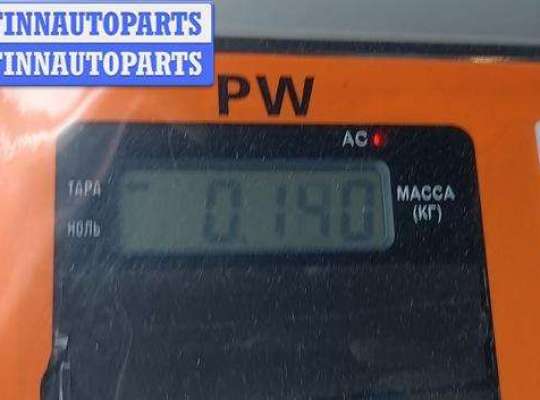 FINNAUTOPARTS
FINNAUTOPARTS
PW
AC
ТАРА
НОЛЬ
0.140
МАССА
(КГ)